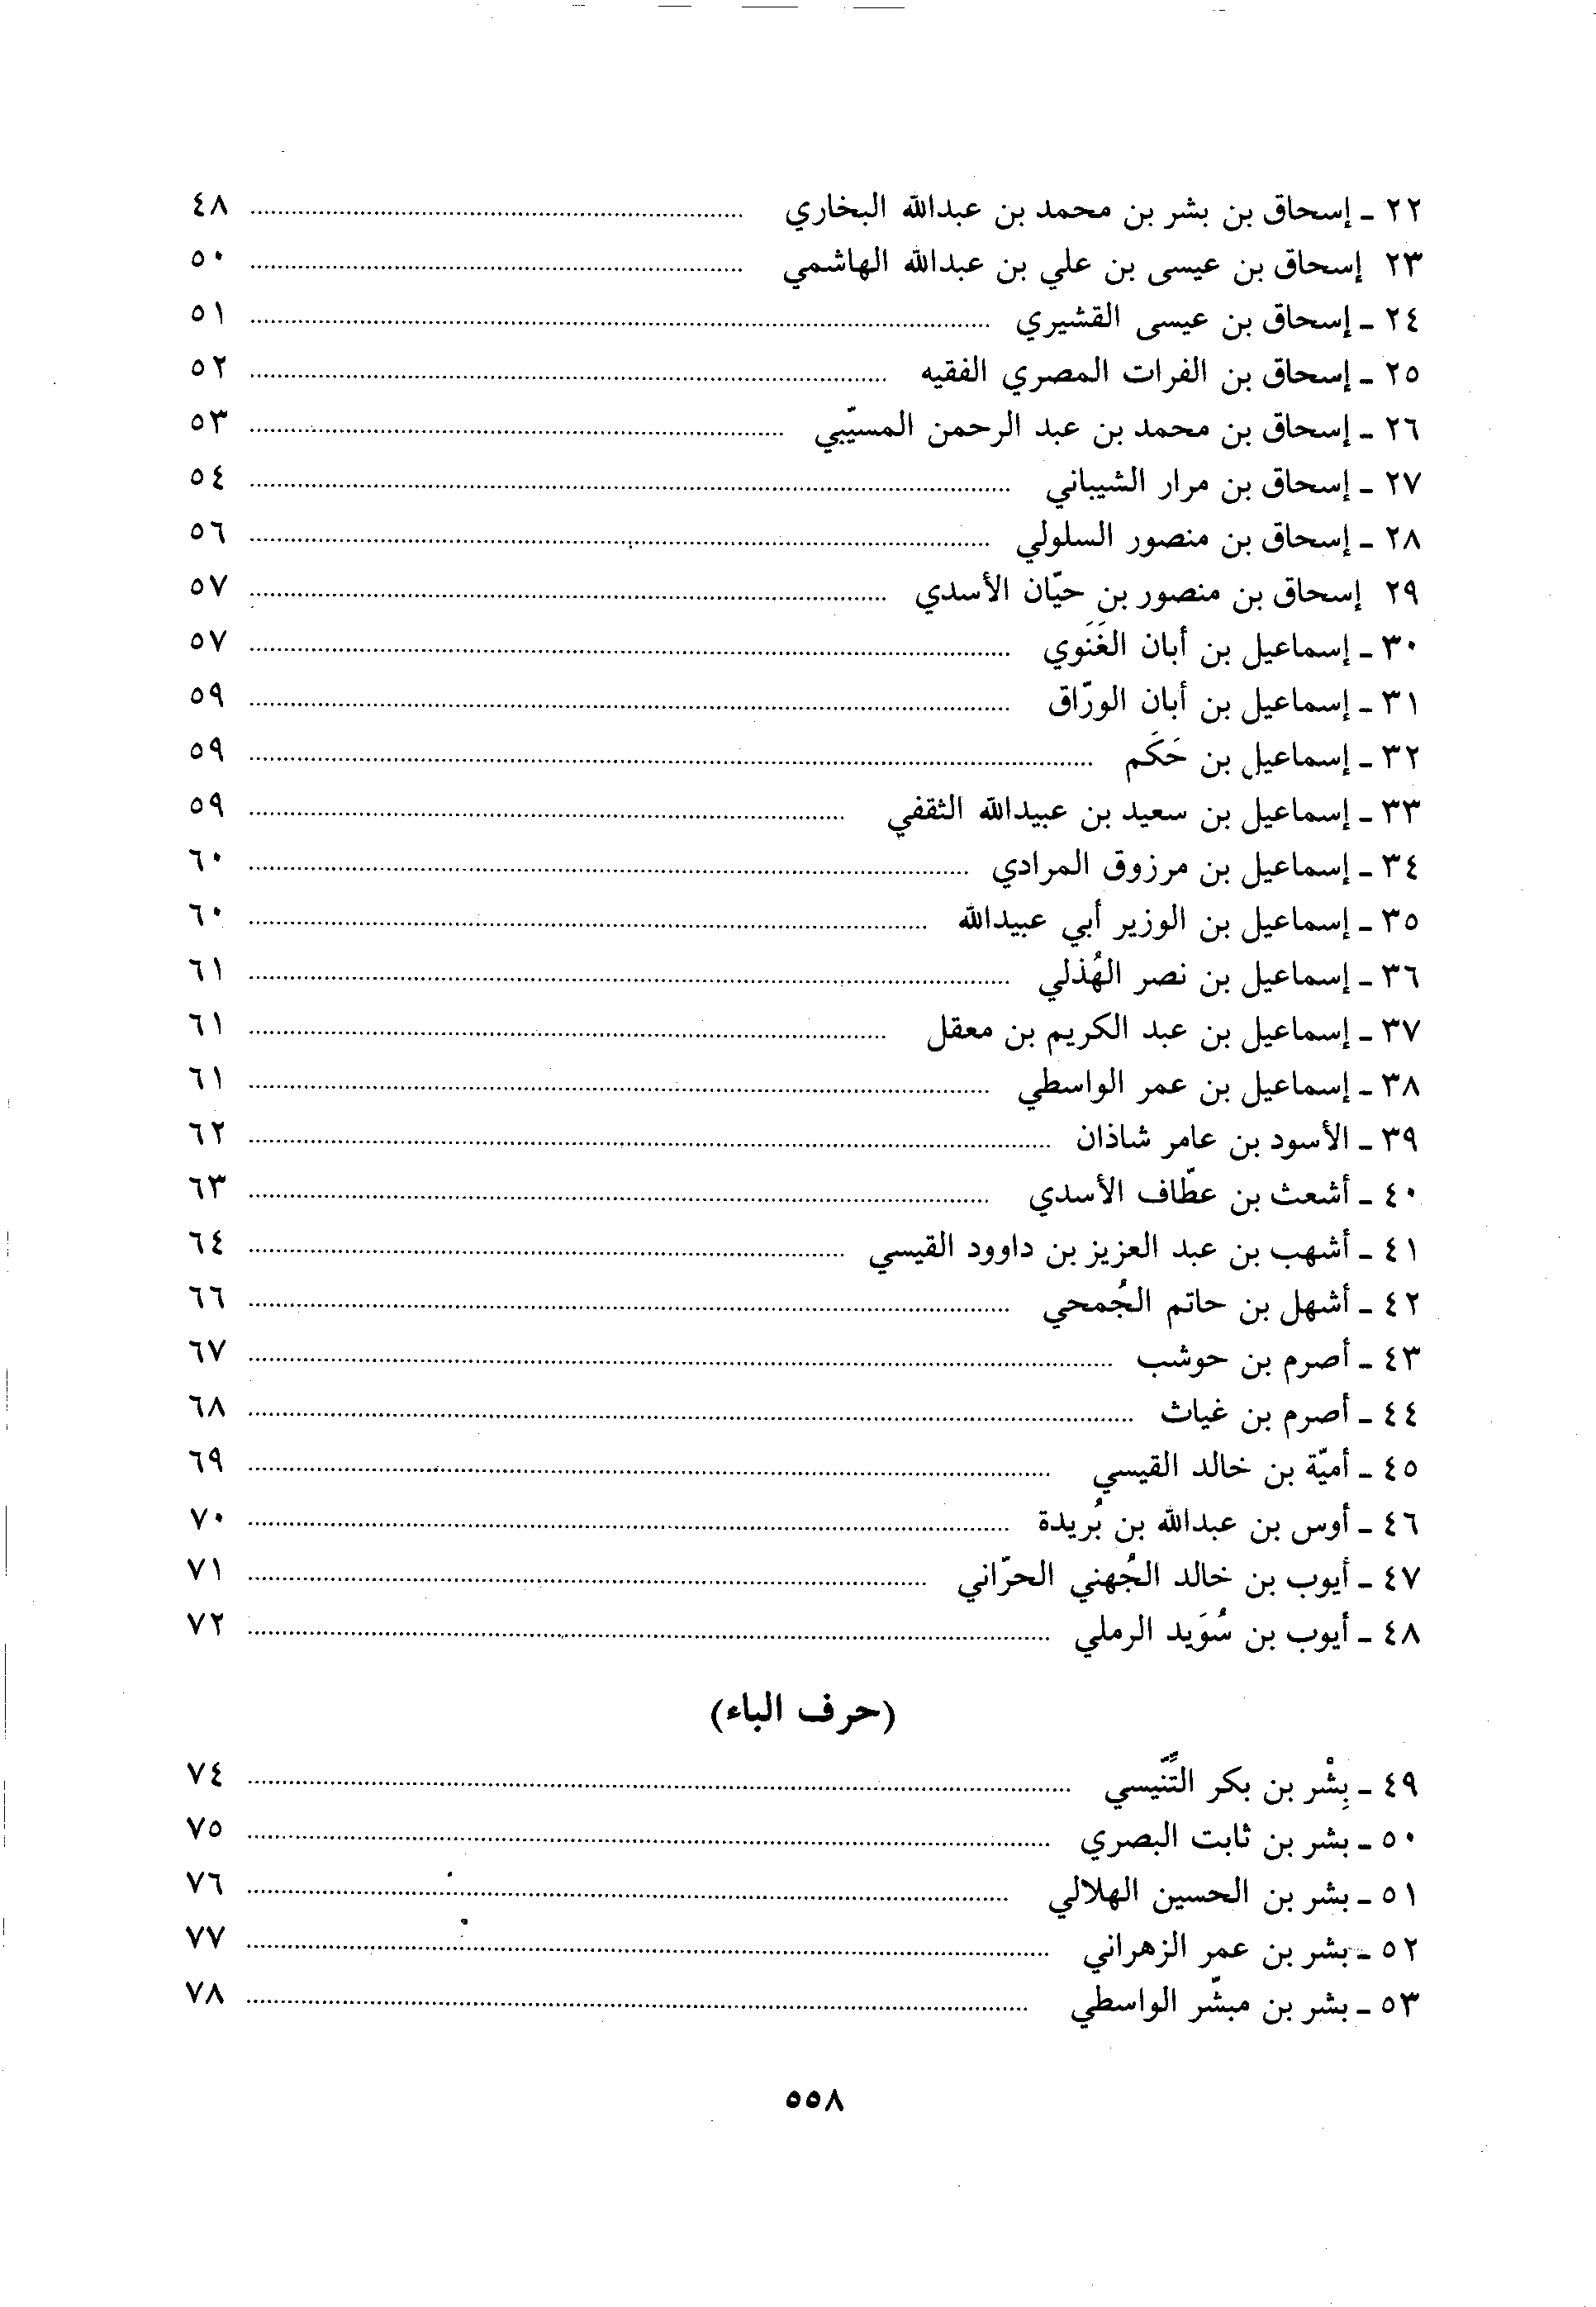 ٢٢ - إسحاق بن بشر بن محمد بن عبدالله البخاري ........ ٤٨
٢٣ إسحاق بن عيسى بن علي بن عبدالله الهاشمي ........ ٥٠
٢٤ - إسحاق بن عيسى القشيري ........ ٥١
٢٥ - إسحاق بن الفرات المصري الفقيه ........ ٥٢
٢٦ - إسحاق بن محمد بن عبد الرحمن المسيّبي ........ ٥٣
٢٧ - إسحاق بن مرار الشيباني ........ ٥٤
٢٨ - إسحاق بن منصور السلولي ........ ٥٦
٢٩ إسحاق بن منصور بن حيّان الأسدي ........ ٥٧
٣٠ - إسماعيل بن أبان الغَنَوي ........ ٥٧
٣١ - إسماعيل بن أبان الورّاق ........ ٥٩
٣٢ - إسماعيل بن حَكَم ........ ٥٩
٣٣ - إسماعيل بن سعيد بن عبيدالله الثقفي ........ ٥٩
٣٤ - إسماعيل بن مرزوق المرادي ........ ٦٠
٣٥ - إسماعيل بن الوزير أبي عبيدالله ........ ٦٠
٣٦ - إسماعيل بن نصر الهُذلي ........ ٦١
٣٧ - إسماعيل بن عبد الكريم بن معقل ........ ٦١
٣٨ - إسماعيل بن عمر الواسطي ........ ٦١
٣٩ - الأسود بن عامر شاذان ........ ٦٢
٤٠ - أشعث بن عطّاف الأسدي ........ ٦٣
٤١ - أشهب بن عبد العزيز بن داوود القيسي ........ ٦٤
٤٢ - أشهل بن حاتم الجُمحي ........ ٦٦
٤٣ - أصرم بن حوشب ........ ٦٧
٤٤ - أصرم بن غياث ........ ٦٨
٤٥ - أميّة بن خالد القيسي ........ ٦٩
٤٦ - أوس بن عبدالله بن بُريدة ........ ٧٠
٤٧ - أيوب بن خالد الجُهني الحرّاني ........ ٧١
٤٨ - أيوب بن سُوَيد الرملي ........ ٧٢
(حرف الباء)
٤٩ - بِشْر بن بكر التَّنّيسي ........ ٧٤
٥٠ - بشر بن ثابت البصري ........ ٧٥
٥١ - بشر بن الحسين الهلالي ........ ٧٦
٥٢ - بشر بن عمر الزهراني ........ ٧٧
٥٣ - بشر بن مبشّر الواسطي ........ ٧٨
٥٥٨